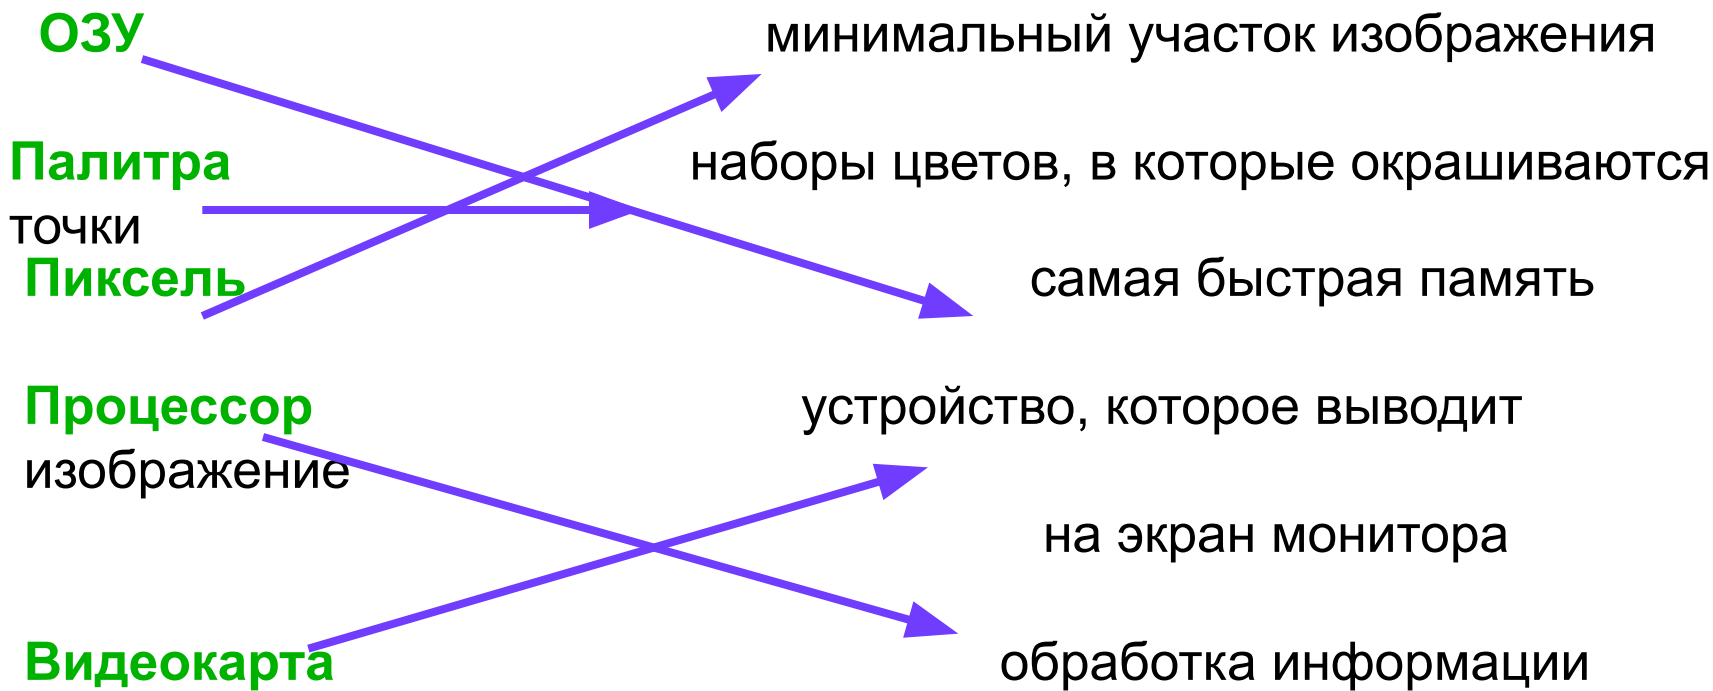 ОЗУ минимальный участок изображения
Палитра наборы цветов, в которые окрашиваются
точки
Пиксель самая быстрая память
Процессор устройство, которое выводит
изображение
на экран монитора
Видеокарта обработка информации